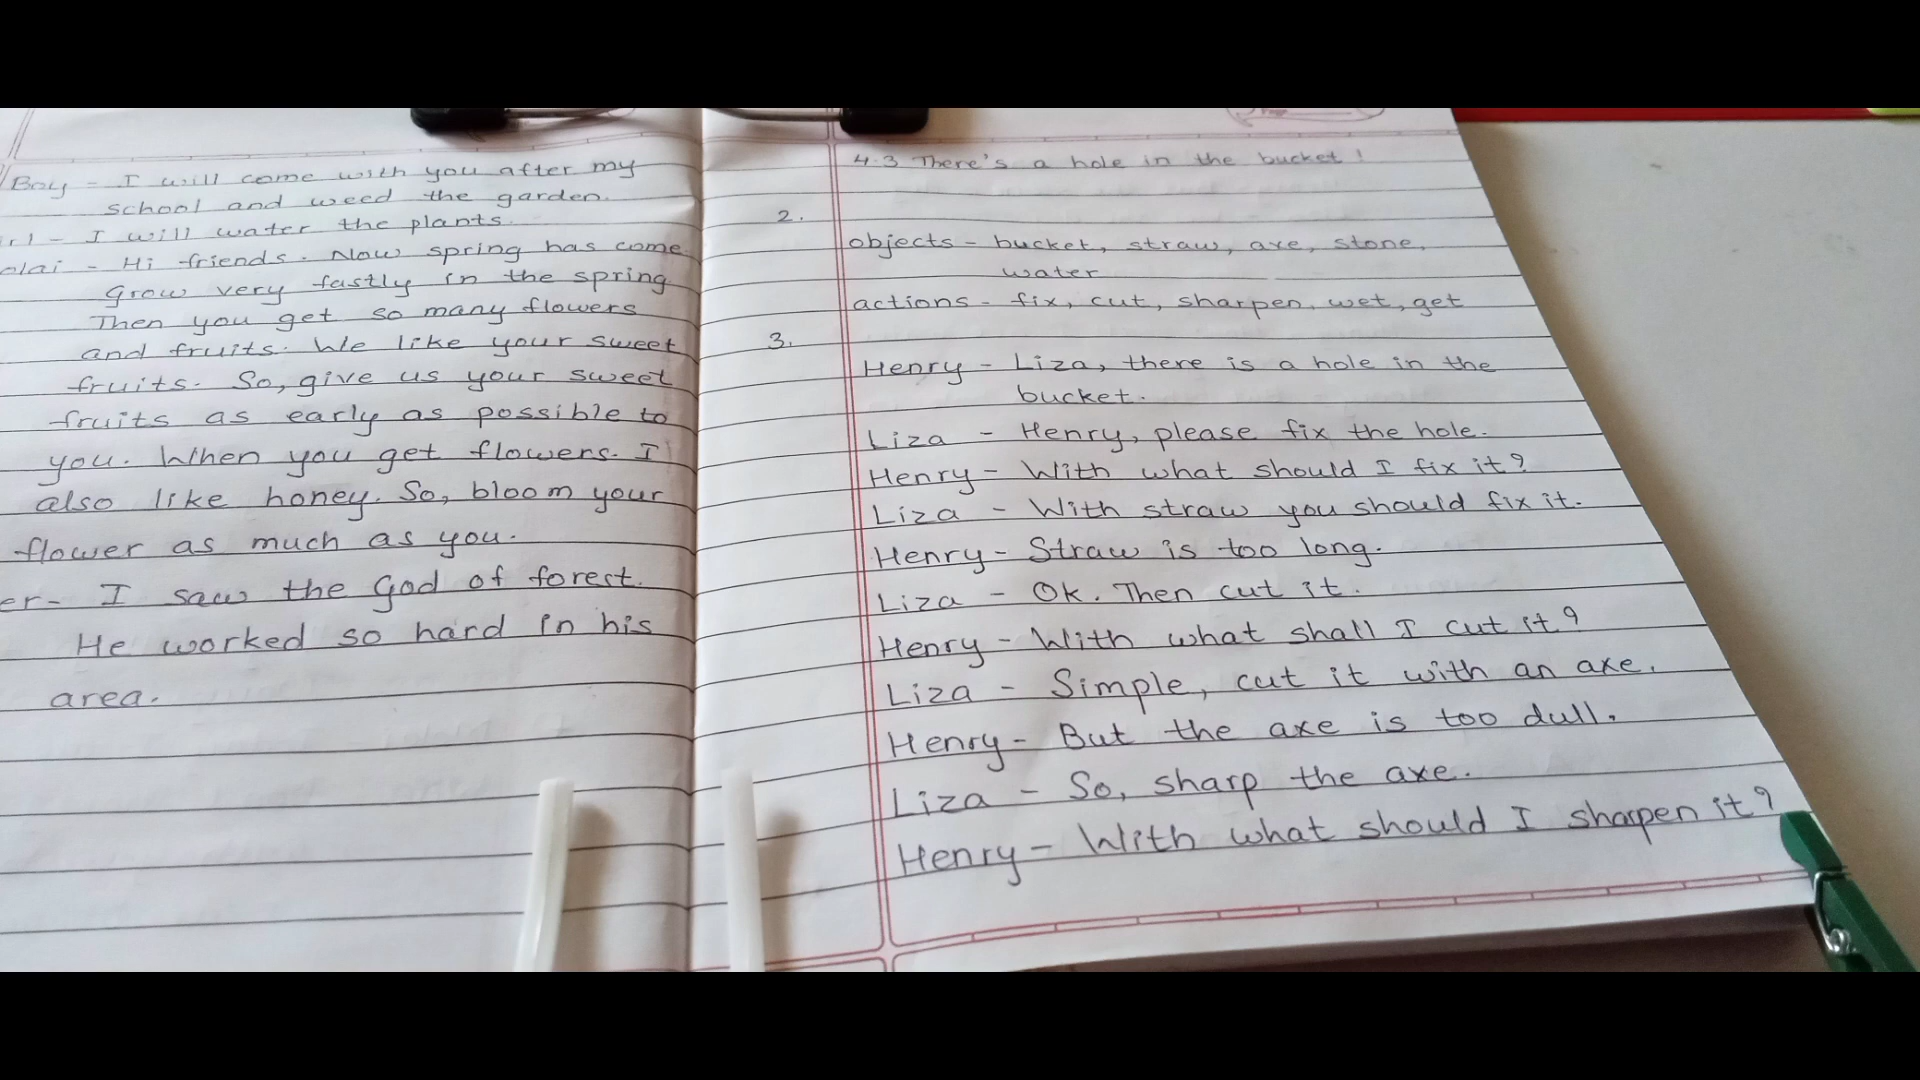 Boy - I will come with you after my
school and weed the garden.
rl - I will water the plants.
alai - Hi friends. Now spring has come
Grow very fastly in the spring
Then you get so many flowers
and fruits. We like your sweet
fruits. So, give us your sweet
fruits as early as possible to
you. When you get flowers. I
also like honey. So, bloom your
flower as much as you.
er - I saw the God of forest.
He worked so hard in his
area.
4.3 There's a hole in the bucket!
2.
objects - bucket, straw, axe, stone,
water
actions - fix, cut, sharpen, wet, get
3.
Henry - Liza, there is a hole in the
bucket.
Liza - Henry, please fix the hole.
Henry - With what should I fix it?
Liza - With straw you should fix it.
Henry - Straw is too long.
Liza - Ok. Then cut it.
Henry - With what shall I cut it?
Liza - Simple, cut it with an axe.
Henry - But the axe is too dull.
Liza - So, sharp the axe.
Henry - With what should I sharpen it?